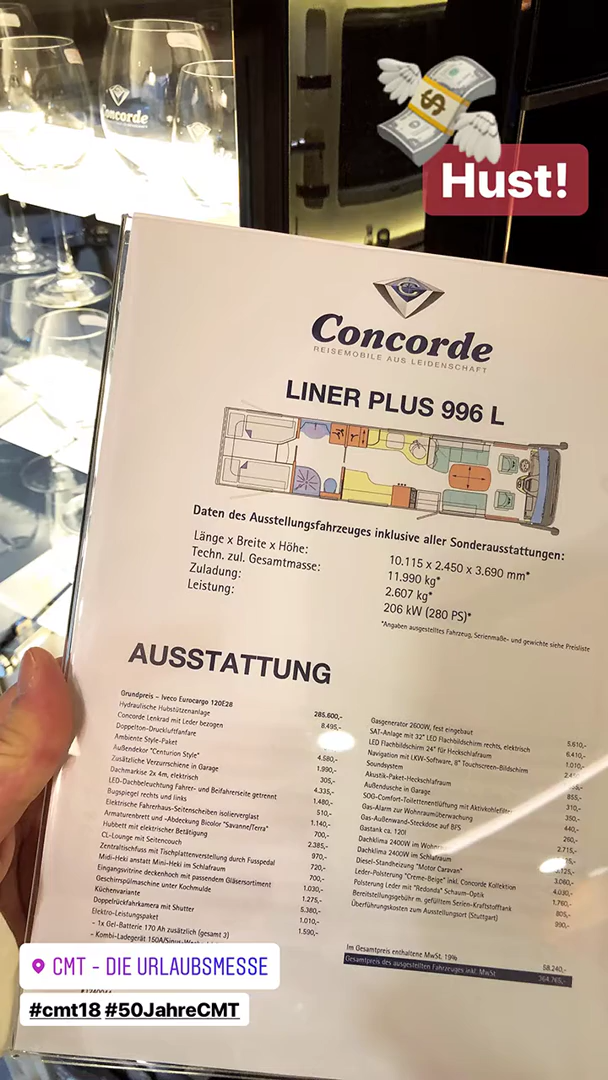 Concorde
Hust!
Concorde
REISEMOBILE AUS LEIDENSCHAFT
LINER PLUS 996 L
Daten des Ausstellungsfahrzeuges inklusive aller Sonderausstattungen:
Länge x Breite x Höhe: 10.115 x 2.450 x 3.690 mm*
Techn. zul. Gesamtmasse: 11.990 kg*
Zuladung: 2.607 kg*
Leistung: 206 kW (280 PS)*
*Angaben ausgestelltes Fahrzeug, Serienmaße- und gewichte siehe Preisliste
AUSSTATTUNG
Grundpreis – Iveco Eurocargo 120E28
Hydraulische Hubstützenanlage
Concorde Lenkrad mit Leder bezogen
Doppelton-Druckluftfanfare
Ambiente Style-Paket
Außendekor "Centurion Style"
Zusätzliche Verzurrschiene in Garage
Dachmarkise 2x 4m, elektrisch
LED-Dachbeleuchtung Fahrer- und Beifahrerseite getrennt
Bugspiegel rechts und links
Elektrische Fahrerhaus-Seitenscheiben isolierverglast
Armaturenbrett und -Abdeckung Bicolor "Savanne/Terra"
Hubbett mit elektrischer Betätigung
CL-Lounge mit Seitencouch
Zentraltischfuss mit Tischplattenverstellung durch Fusspedal
Midi-Heki anstatt Mini-Heki im Schlafraum
Eingangsvitrine deckenhoch mit passendem Gläsersortiment
Geschirrspülmaschine unter Kochmulde
Küchenvariante
Doppelrückfahrkamera mit Shutter
Elektro-Leistungspaket
- 1x Gel-Batterie 170 Ah zusätzlich (gesamt 3)
- Kombi-Ladegerät
285.600,-
8.495,-
4.580,-
1.990,-
305,-
4.335,-
1.480,-
510,-
1.140,-
700,-
2.385,-
970,-
720,-
700,-
1.030,-
1.275,-
5.380,-
1.010,-
1.590,-
Gasgenerator 2600W, fest eingebaut
SAT-Anlage mit 32" LED Flachbildschirm rechts, elektrisch
LED Flachbildschirm 24" für Heckschlafraum
Navigation mit LKW-Software, 8" Touchscreen-Bildschirm
Soundsystem
Akustik-Paket-Heckschlafraum
Außendusche in Garage
SOG-Comfort-Toilettenentlüftung mit
Gas-Alarm zur Wohnraumüberwachung
Gas-Außenwand-Steckdose auf BFS
Gastank ca. 120l
Dachklima 2400W im
Dachklima 2400W im Schlafraum
Diesel-Standheizung "Motor Caravan"
Leder-Polsterung "Creme-Beige" inkl. Concorde Kollektion
Polsterung Leder mit "Redonda" Schaum-Optik
Bereitstellungsgebühr m. gefülltem Serien-Kraftstofftank
Überführungskosten zum Ausstellungsort (Stuttgart)
5.610,-
6.410,-
1.010,-
855,-
310,-
350,-
440,-
260,-
2.715,-
3.060,-
4.030,-
1.760,-
805,-
990,-
Im Gesamtpreis enthaltene MwSt. 19% 58.240,-
Gesamtpreis des ausgestellten Fahrzeuges inkl. MwSt. 364.765,-
CMT - DIE URLAUBSMESSE
#cmt18 #50JahreCMT